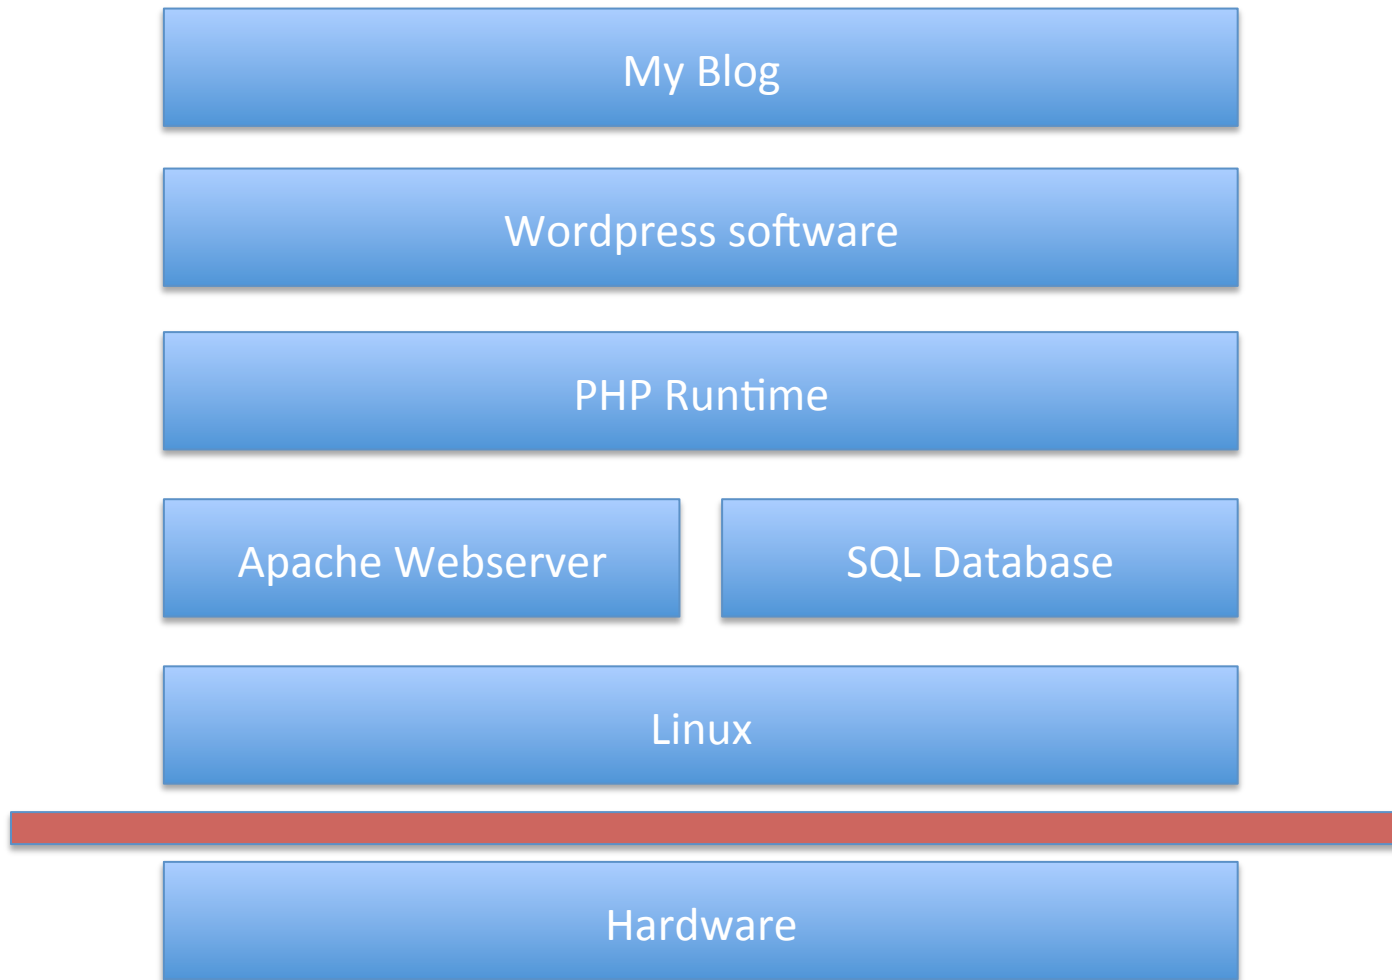 My Blog
Wordpress software
PHP Runtime
Apache Webserver
SQL Database
Linux
Hardware